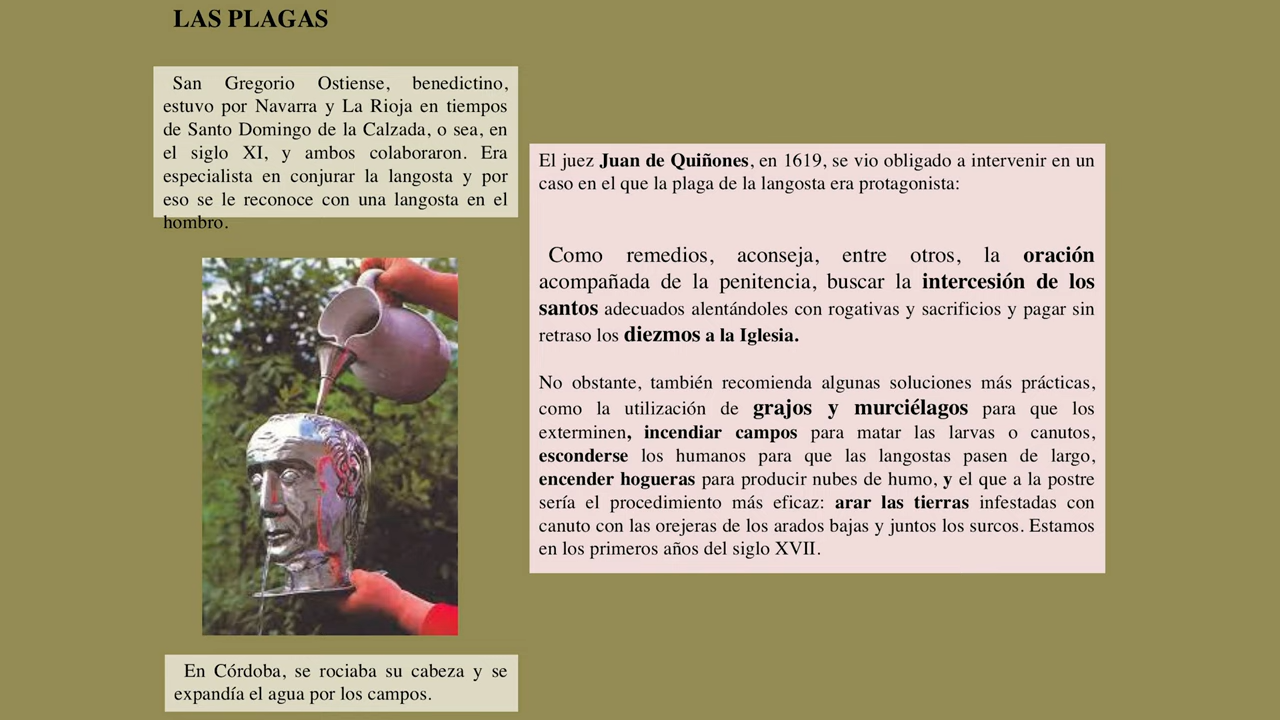 LAS PLAGAS
San Gregorio Ostiense, benedictino,
estuvo por Navarra y La Rioja en tiempos
de Santo Domingo de la Calzada, o sea, en
el siglo XI, y ambos colaboraron. Era
especialista en conjurar la langosta y por
eso se le reconoce con una langosta en el
hombro.
El juez Juan de Quiñones, en 1619, se vio obligado a intervenir en un
caso en el que la plaga de la langosta era protagonista:
Como remedios, aconseja, entre otros, la oración
acompañada de la penitencia, buscar la intercesión de los
santos adecuados alentándoles con rogativas y sacrificios y pagar sin
retraso los diezmos a la Iglesia.
No obstante, también recomienda algunas soluciones más prácticas,
como la utilización de grajos y murciélagos para que los
exterminen, incendiar campos para matar las larvas o canutos,
esconderse los humanos para que las langostas pasen de largo,
encender hogueras para producir nubes de humo, y el que a la postre
sería el procedimiento más eficaz: arar las tierras infestadas con
canuto con las orejeras de los arados bajas y juntos los surcos. Estamos
en los primeros años del siglo XVII.
En Córdoba, se rociaba su cabeza y se
expandía el agua por los campos.